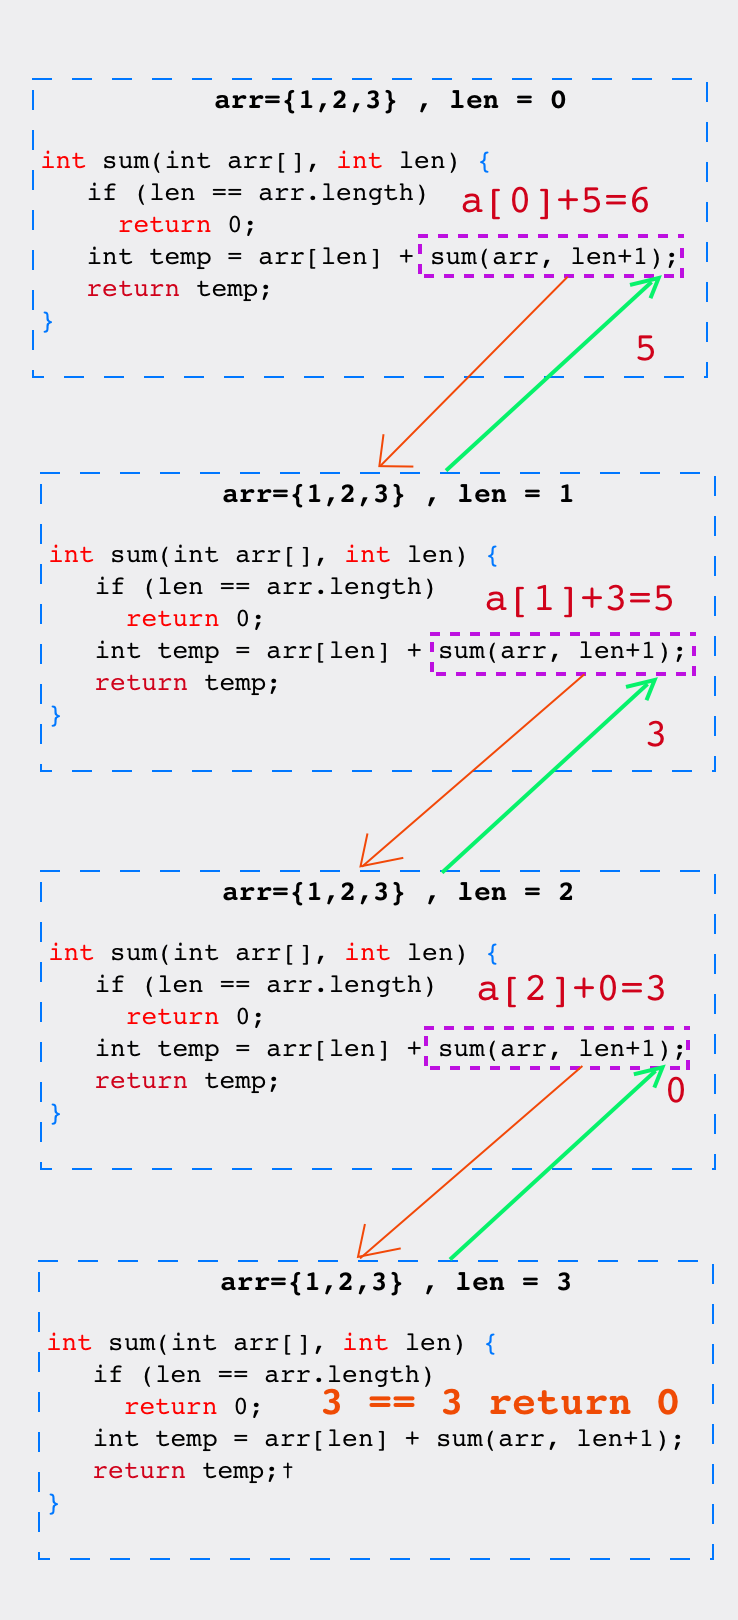 arr={1,2,3} , len = 0
int sum(int arr[], int len) {
if (len == arr.length)
a[0]+5=6
return 0;
int temp = arr[len] + sum(arr, len+1);
return temp;
}
5
arr={1,2,3} , len = 1
int sum(int arr[], int len) {
if (len == arr.length)
a[1]+3=5
return 0;
int temp = arr[len] + sum(arr, len+1);
return temp;
}
3
arr={1,2,3} , len = 2
int sum(int arr[], int len) {
if (len == arr.length)
a[2]+0=3
return 0;
int temp = arr[len] + sum(arr, len+1);
return temp;
0
}
arr={1,2,3} , len = 3
int sum(int arr[], int len) {
if (len == arr.length)
return 0;
3 == 3 return 0
int temp = arr[len] + sum(arr, len+1);
return temp;†
}